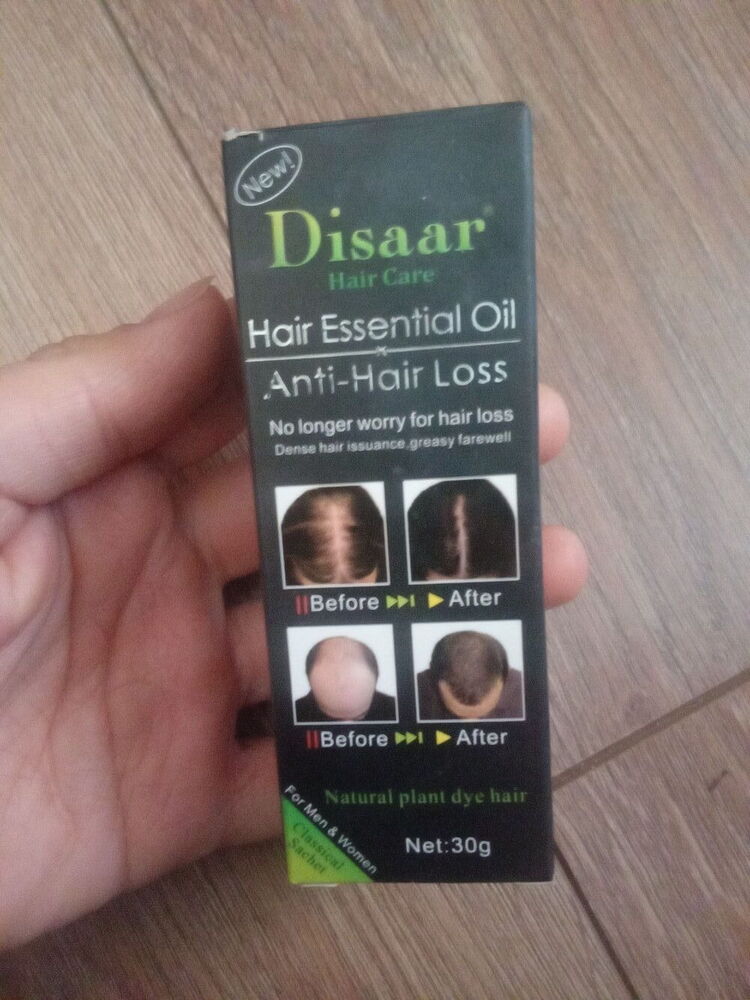 New!
Disaar®
Hair Care
Hair Essential Oil
Anti-Hair Loss
No longer worry for hair loss
Dense hair issuance,greasy farewell
Before
After
Before
After
Natural plant dye hair
For Men & Women
Classical
Sachet
Net:30g